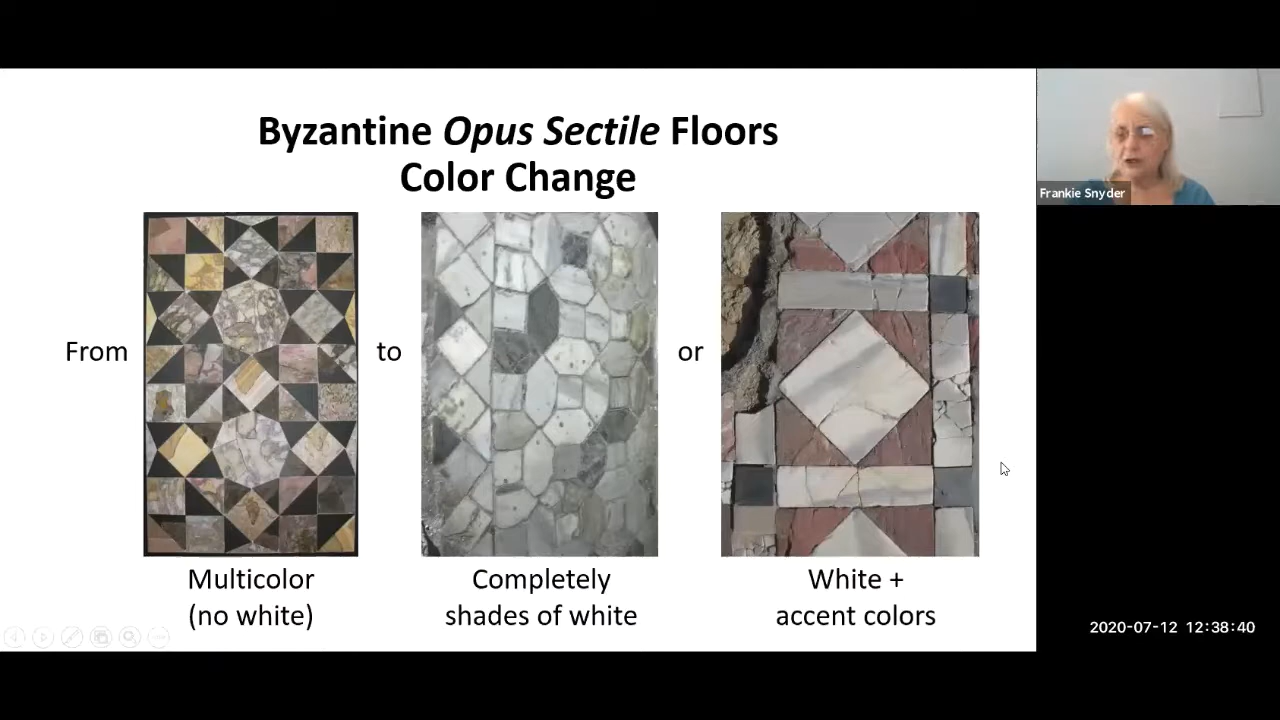 Byzantine Opus Sectile Floors
Color Change
From
to
or
Multicolor
(no white)
Completely
shades of white
White +
accent colors
Frankie Snyder
2020-07-12 12:38:40